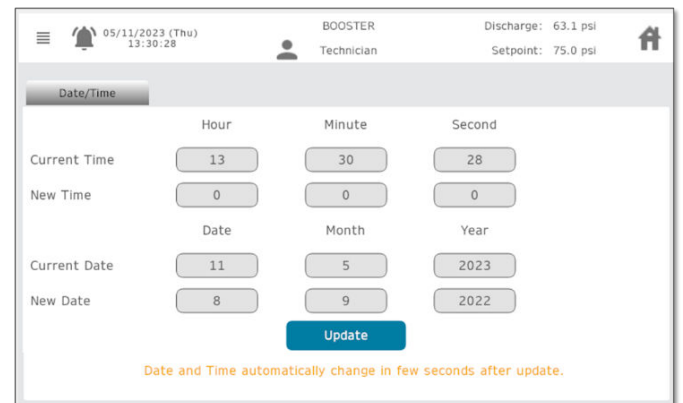 05/11/2023 (Thu) BOOSTER Discharge: 63.1 psi
13:30:28 Technician Setpoint: 75.0 psi
Date/Time
Hour Minute Second
Current Time 13 30 28
New Time 0 0 0
Date Month Year
Current Date 11 5 2023
New Date 8 9 2022
Update
Date and Time automatically change in few seconds after update.